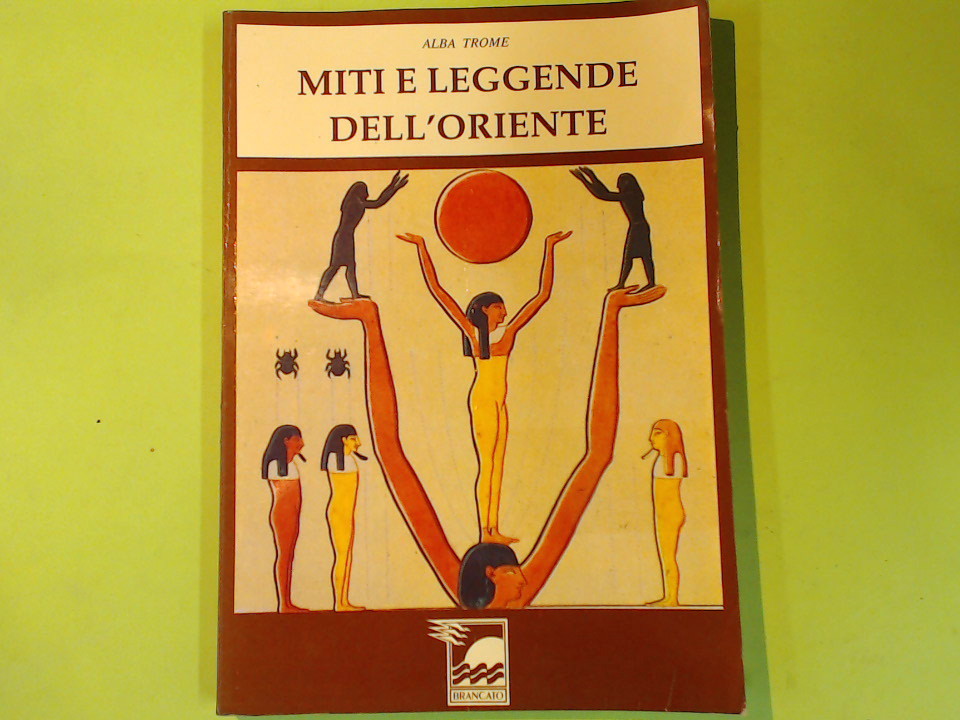 ALBA TROME
MITI E LEGGENDE
DELL'ORIENTE
BRANCATO